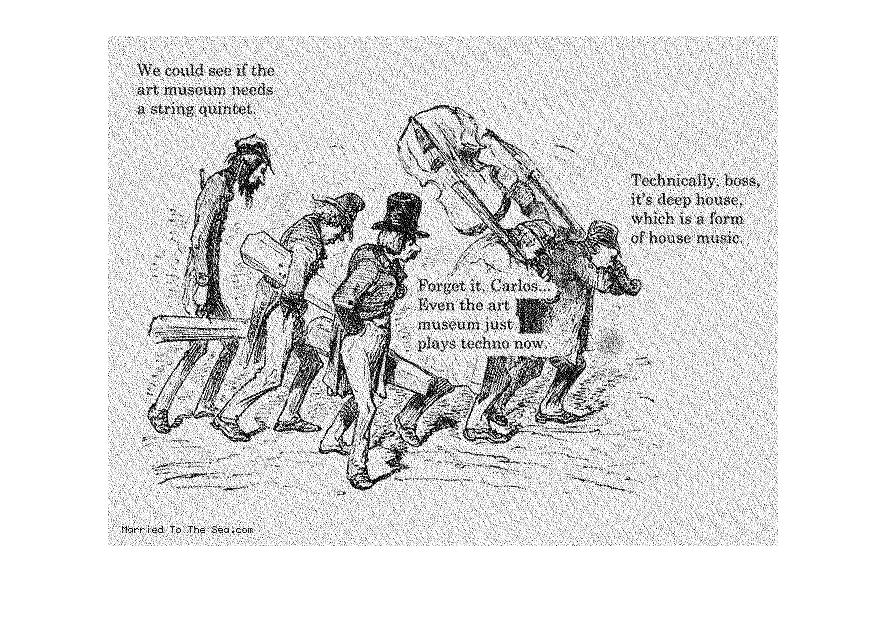 We could see if the
art museum needs
a string quintet.
Technically, boss,
it's deep house,
which is a form
of house music.
Forget it, Carlos...
Even the art
museum just
plays techno now.
Married To The Sea.com